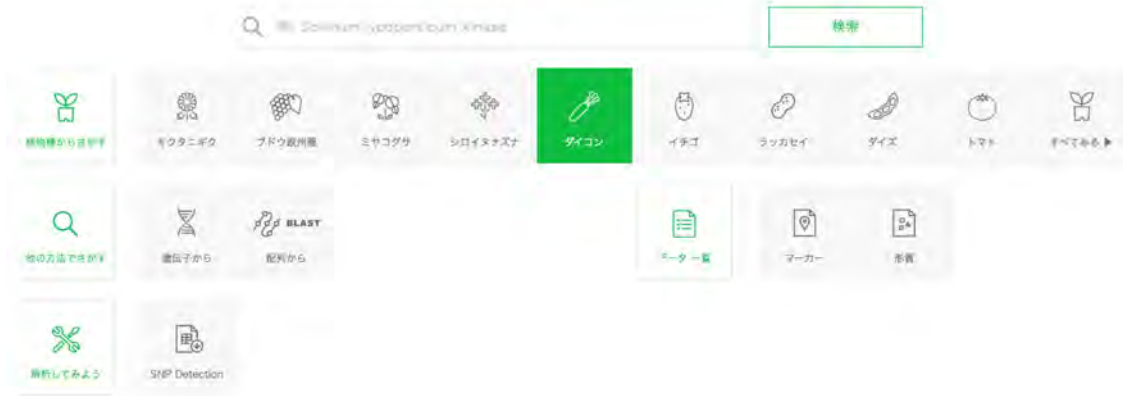 検索
植物種からさがす
キクタニギク
ブドウ欧州種
ミヤコグサ
シロイヌナズナ
ダイコン
イチゴ
ラッカセイ
ダイズ
トマト
すべてみる ▶
他の方法でさがす
遺伝子から
BLAST
配列から
データ 一覧
マーカー
形質
解析してみよう
SNP Detection